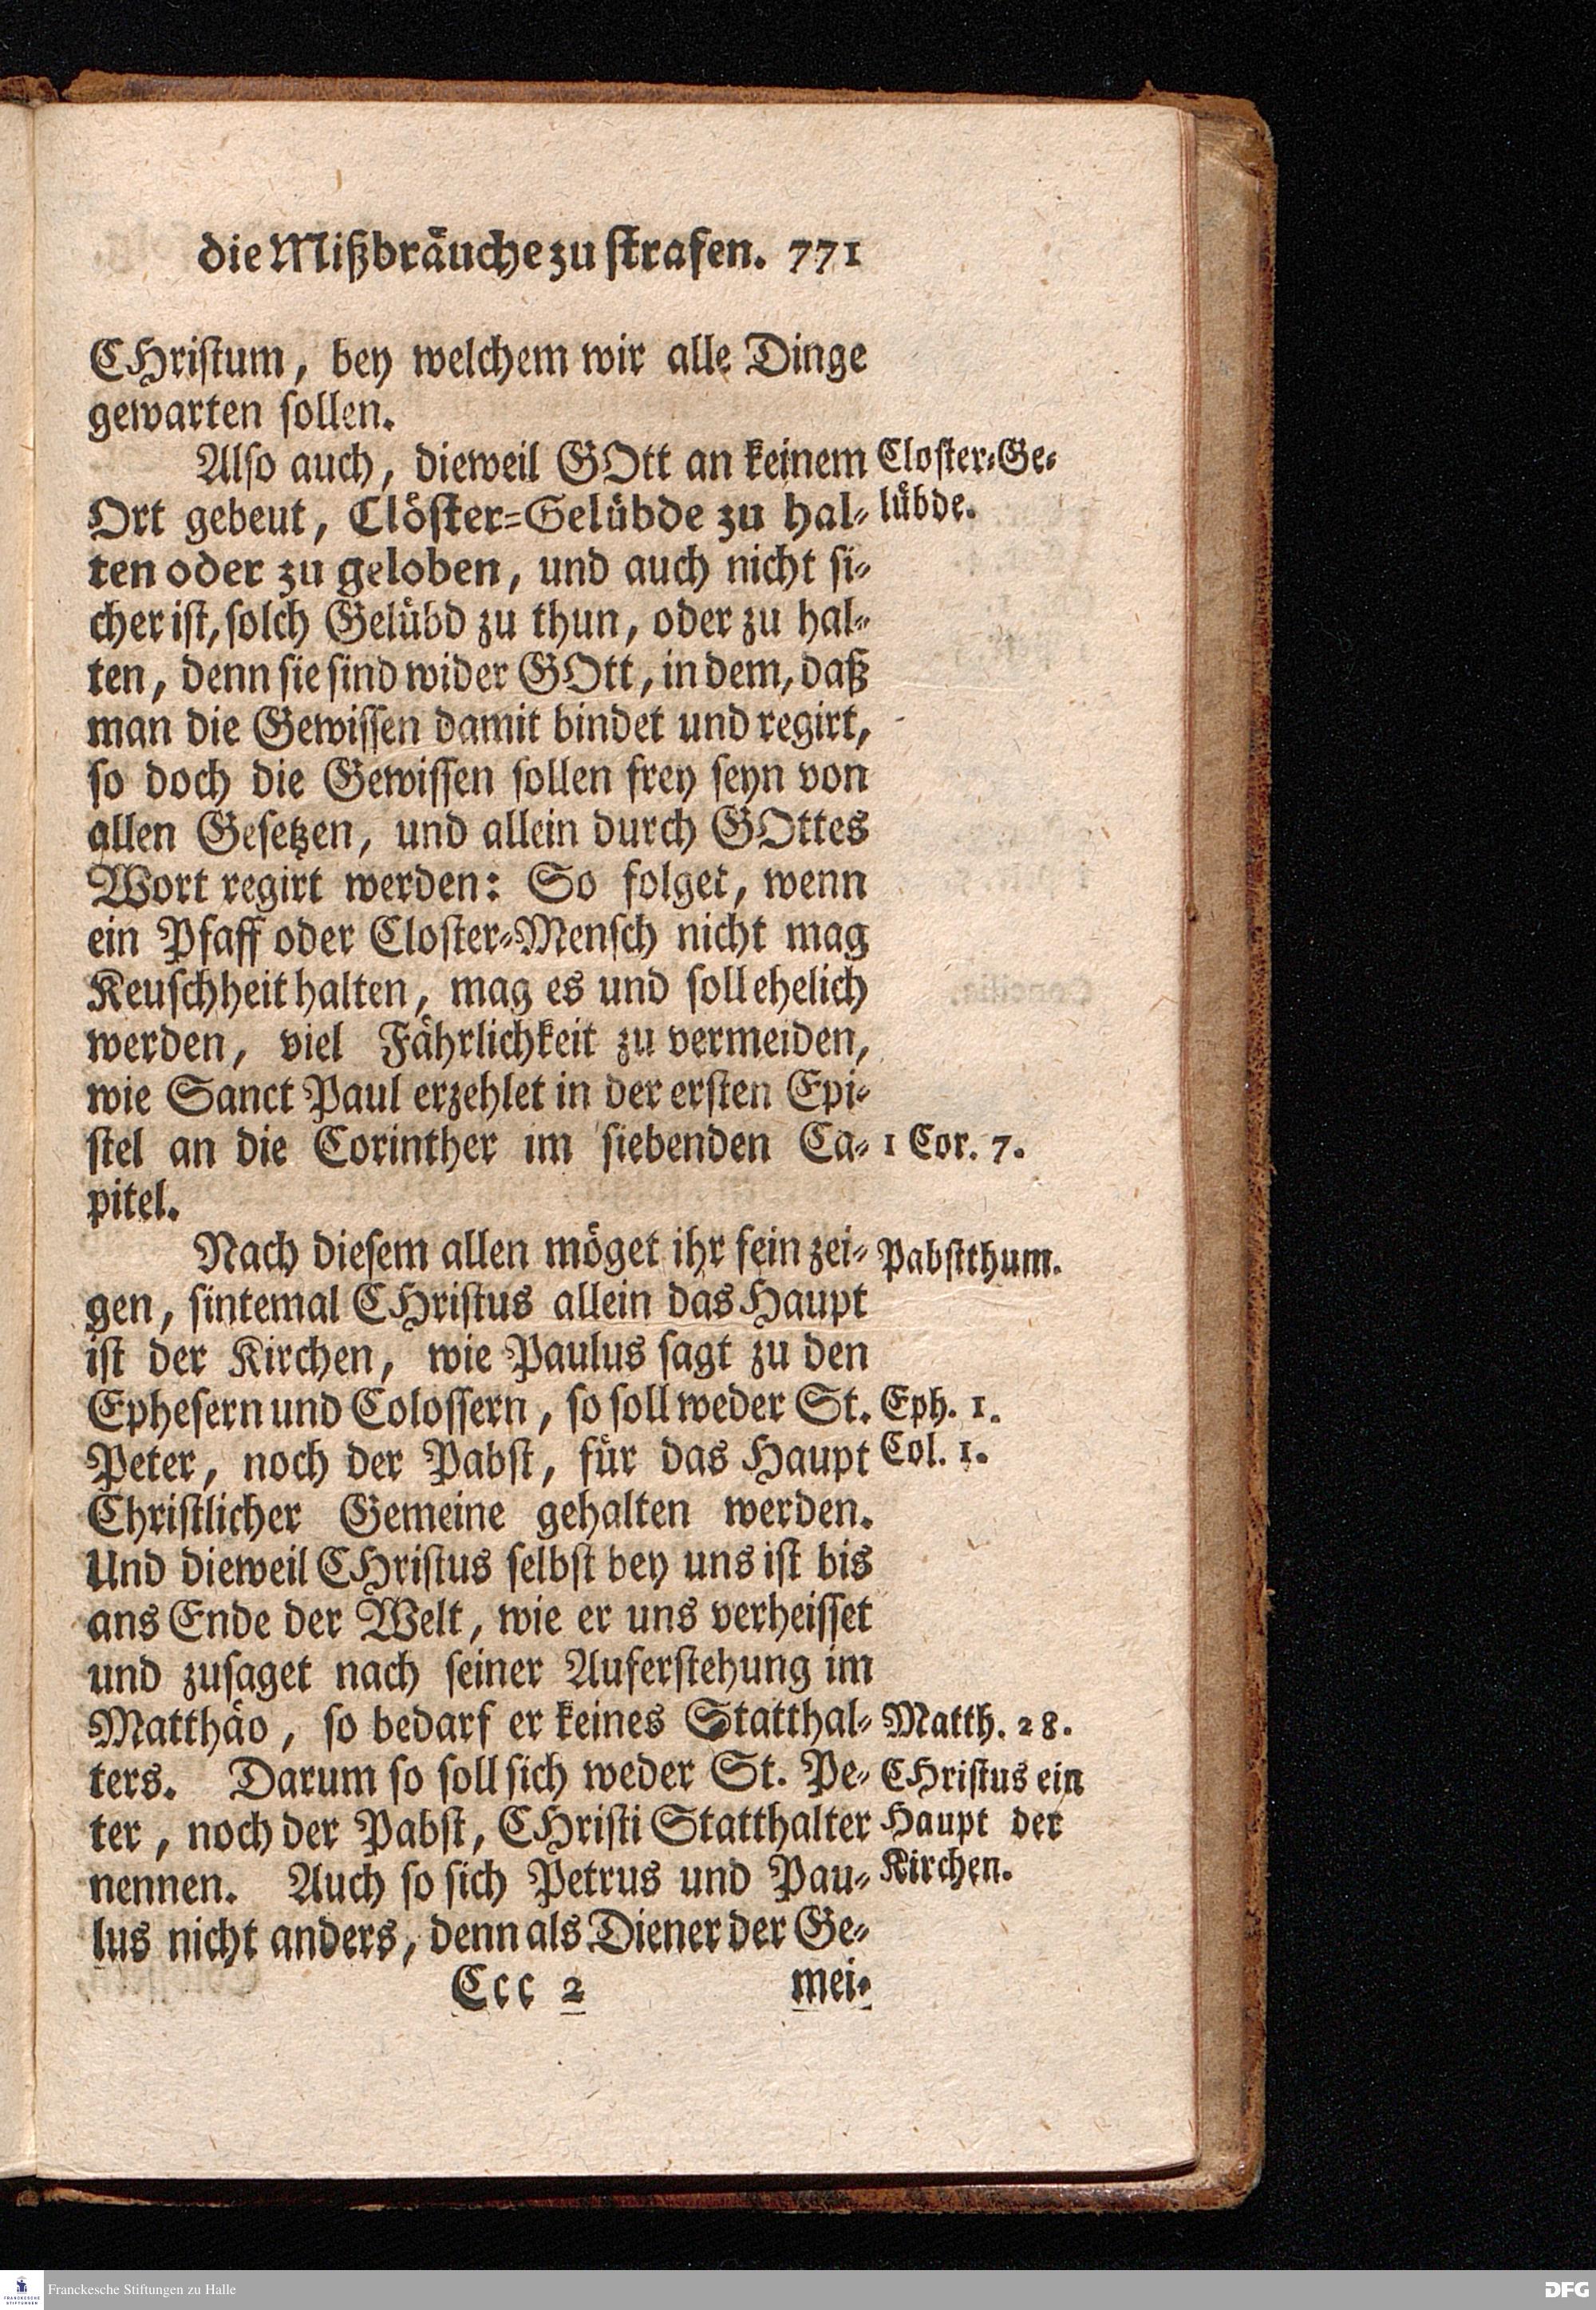 die Mißbräuche zu strafen. 771
CHristum, bey welchem wir alle Dinge
gewarten sollen.
Also auch, dieweil GOtt an keinem
Closter-Ge-
Ort gebeut, Clöster-Gelübde zu hal-
lübde.
ten oder zu geloben, und auch nicht si-
cher ist, solch Gelübd zu thun, oder zu hal-
ten, denn sie sind wider GOtt, in dem, daß
man die Gewissen damit bindet und regirt,
so doch die Gewissen sollen frey seyn von
allen Gesetzen, und allein durch GOttes
Wort regirt werden: So folget, wenn
ein Pfaff oder Closter-Mensch nicht mag
Keuschheit halten, mag es und soll ehelich
werden, viel Fährlichkeit zu vermeiden,
wie Sanct Paul erzehlet in der ersten Epi-
stel an die Corinther im siebenden Ca-
1 Cor. 7.
pitel.
Nach diesem allen möget ihr fein zei-
Pabstthum.
gen, sintemal CHristus allein das Haupt
ist der Kirchen, wie Paulus sagt zu den
Ephesern und Colossern, so soll weder St.
Eph. 1.
Peter, noch der Pabst, für das Haupt
Col. 1.
Christlicher Gemeine gehalten werden.
Und dieweil CHristus selbst bey uns ist bis
ans Ende der Welt, wie er uns verheisset
und zusaget nach seiner Auferstehung im
Matthäo, so bedarf er keines Statthal-
Matth. 28.
ters. Darum so soll sich weder St. Pe-
CHristus ein
ter, noch der Pabst, CHristi Statthalter
Haupt der
nennen. Auch so sich Petrus und Pau-
Kirchen.
lus nicht anders, denn als Diener der Ge-
Ccc 2 mei-
Franckesche Stiftungen zu Halle
DFG